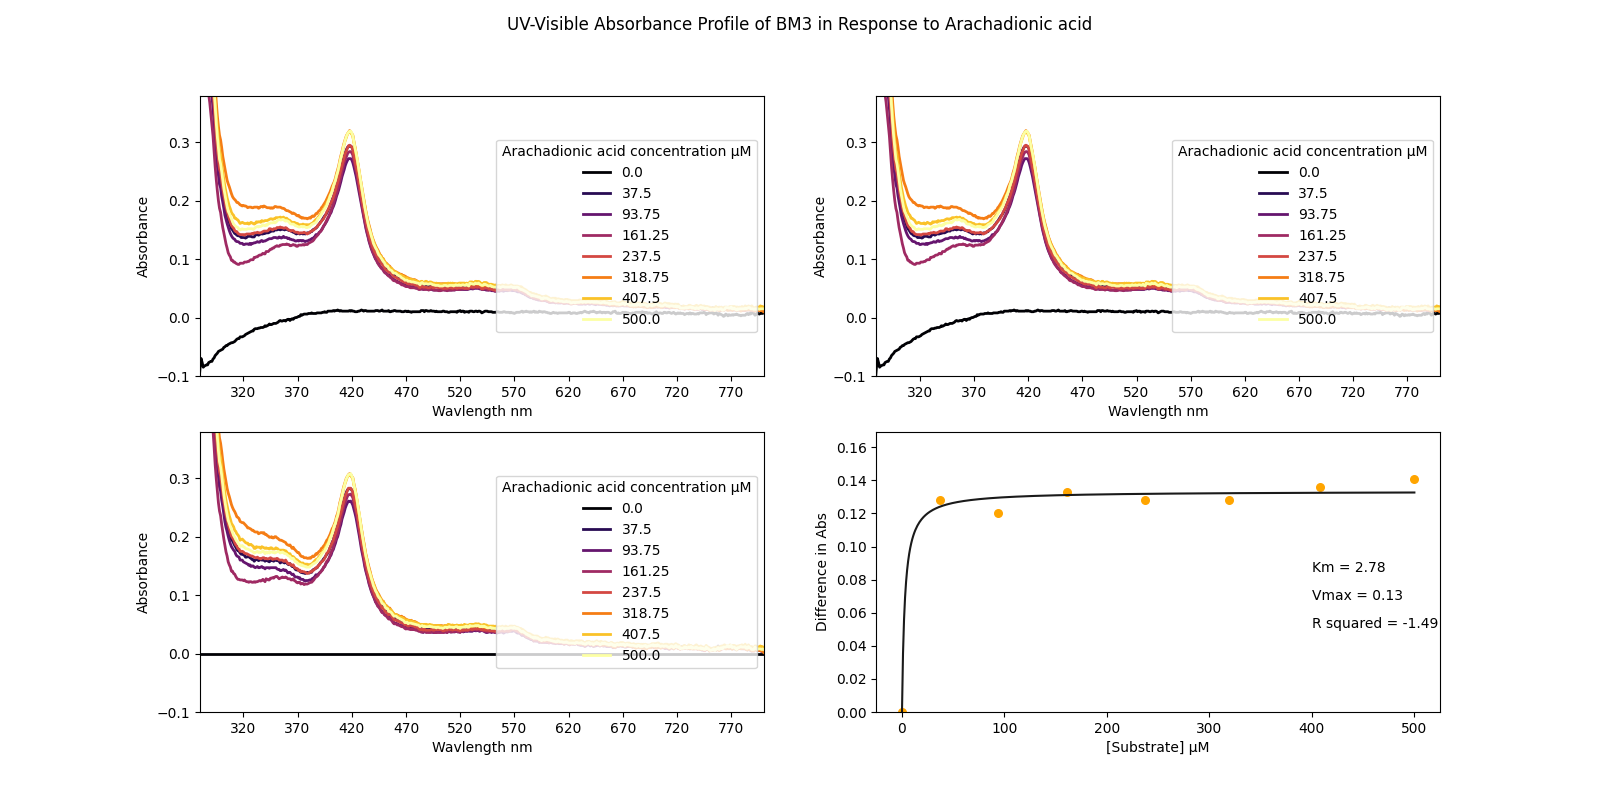 UV-Visible Absorbance Profile of BM3 in Response to Arachadionic acid
Absorbance
0.3
0.2
0.1
0.0
−0.1
320 370 420 470 520 570 620 670 720 770
Wavlength nm
Arachadionic acid concentration μM
0.0
37.5
93.75
161.25
237.5
318.75
407.5
500.0
Absorbance
0.3
0.2
0.1
0.0
−0.1
320 370 420 470 520 570 620 670 720 770
Wavlength nm
Arachadionic acid concentration μM
0.0
37.5
93.75
161.25
237.5
318.75
407.5
500.0
Absorbance
0.3
0.2
0.1
0.0
−0.1
320 370 420 470 520 570 620 670 720 770
Wavlength nm
Arachadionic acid concentration μM
0.0
37.5
93.75
161.25
237.5
318.75
407.5
500.0
Difference in Abs
0.16
0.14
0.12
0.10
0.08
0.06
0.04
0.02
0.00
0 100 200 300 400 500
[Substrate] μM
Km = 2.78
Vmax = 0.13
R squared = -1.49